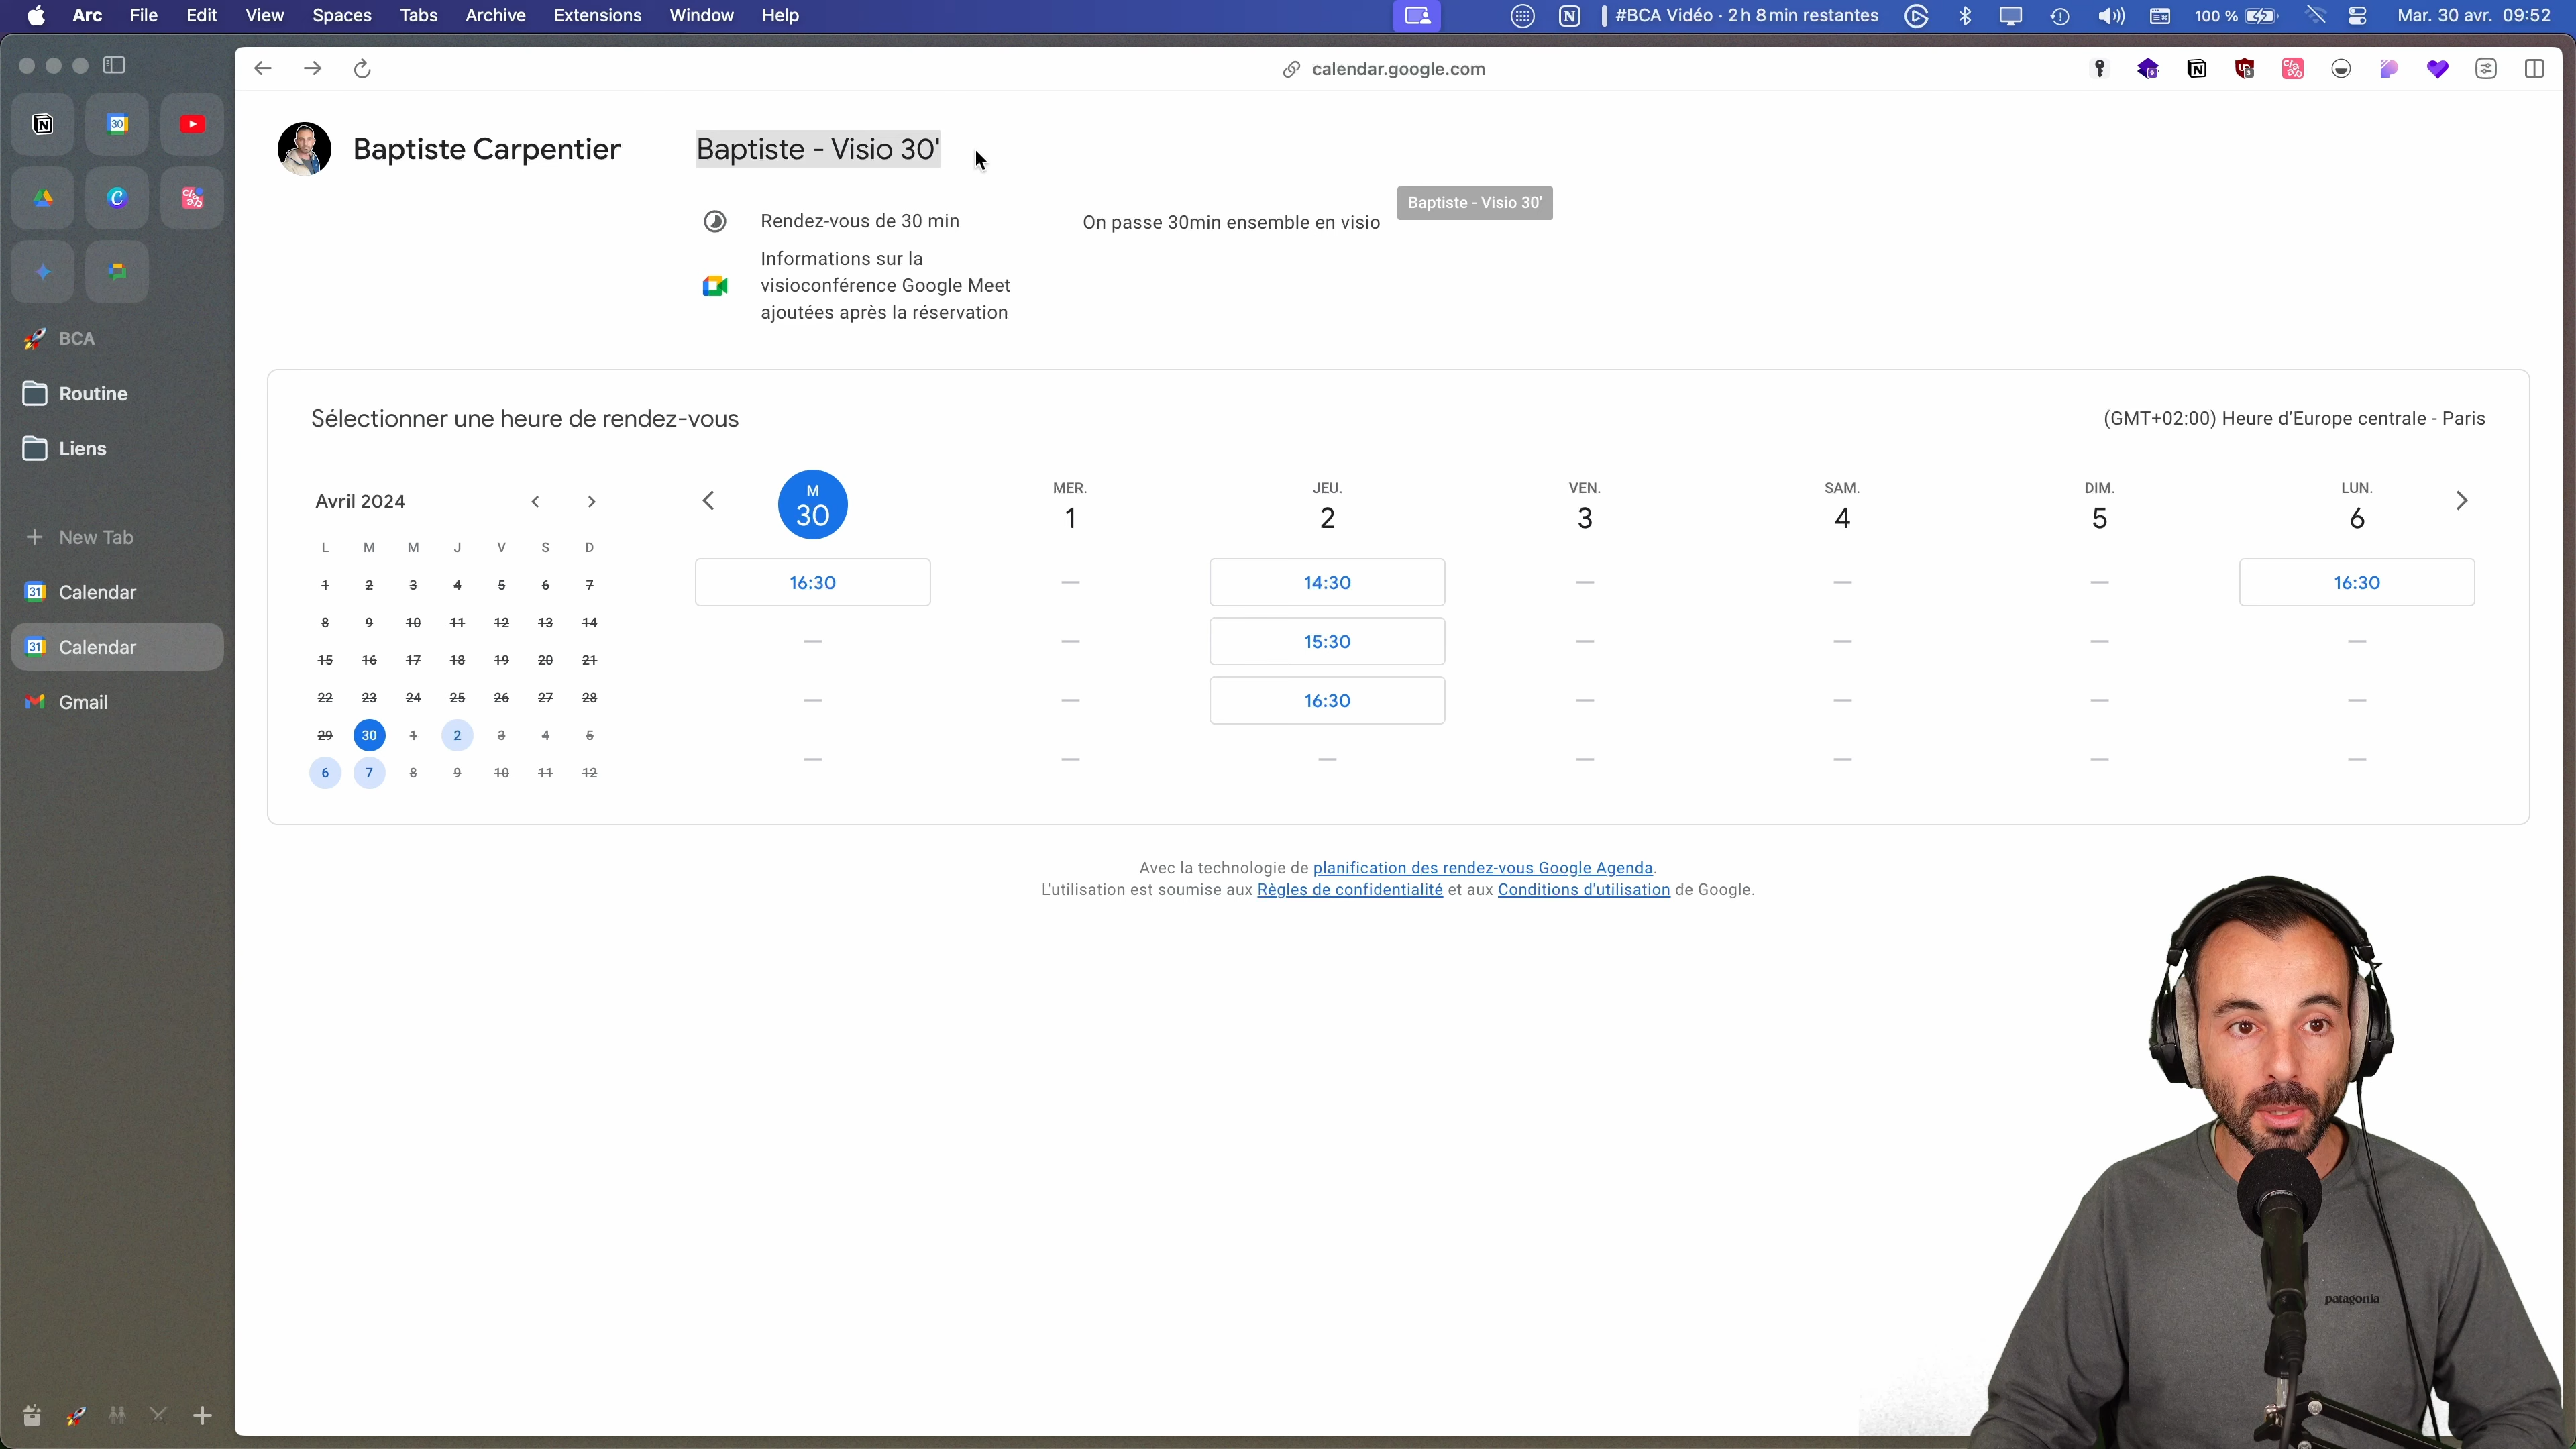 Arc File Edit View Spaces Tabs Archive Extensions Window Help
#BCA Vidéo · 2 h 8 min restantes
100 %
Mar. 30 avr. 09:52
calendar.google.com
BCA
Routine
Liens
New Tab
Calendar
Calendar
Gmail
Baptiste Carpentier
Baptiste - Visio 30'
Baptiste - Visio 30'
Rendez-vous de 30 min
On passe 30min ensemble en visio
Informations sur la
visioconférence Google Meet
ajoutées après la réservation
Sélectionner une heure de rendez-vous
(GMT+02:00) Heure d’Europe centrale - Paris
Avril 2024
L M M J V S D
1 2 3 4 5 6 7
8 9 10 11 12 13 14
15 16 17 18 19 20 21
22 23 24 25 26 27 28
29 30 1 2 3 4 5
6 7 8 9 10 11 12
M MER. JEU. VEN. SAM. DIM. LUN.
30 1 2 3 4 5 6
16:30 — 14:30 — — — 16:30
— — 15:30 — — — —
— — 16:30 — — — —
— — — — — — —
Avec la technologie de planification des rendez-vous Google Agenda.
L'utilisation est soumise aux Règles de confidentialité et aux Conditions d'utilisation de Google.
patagonia